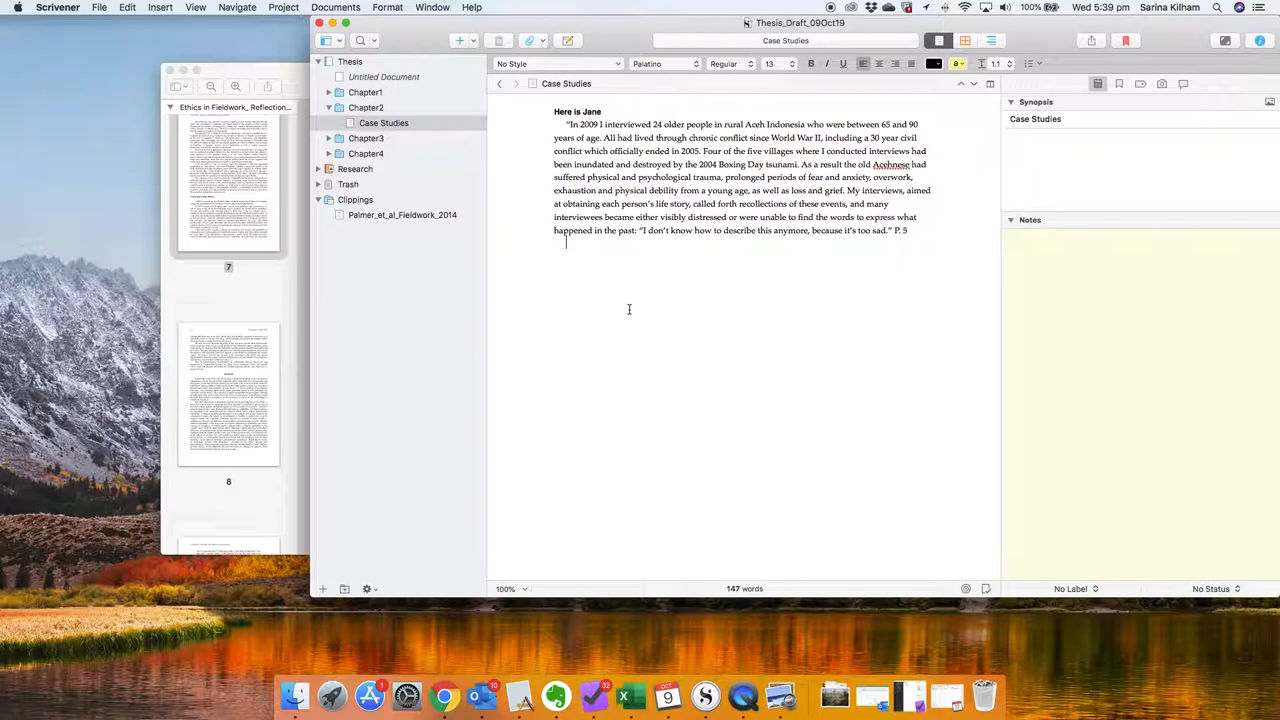 Scrivener File Edit Insert View Navigate Project Documents Format Window Help 100% Wed 5:39 pm Sarina Kilham
Thesis_Draft_09Oct19
Case Studies
No Style Palatino Regular 13 B I U a 1.1
Thesis
Untitled Document
Chapter1
Chapter2
Case Studies
Chapter3
Chapter4
Research
Trash
Clippings
Palmer_et_al_Fieldwork_2014
Ethics in Fieldwork_ Reflection...
7
8
Case Studies
Here is Jane
“In 2009 I interviewed 24 older people in rural Aceh Indonesia who were between 65 and 90
years of age. All had lived through chronic conflict since World War II, including a 30 year civil
conflict which officially ended in 2005. Four of the five villages where I conducted interviews had
been inundated and destroyed by the 2004 Boxing Day tsunami. As a result the old Acehnese had
suffered physical and psychological trauma, prolonged periods of fear and anxiety, overwork,
exhaustion and physical debility from a young age, as well as loss and grief. My interviews, aimed
at obtaining each person’s life story, called forth recollections of these events, and many
interviewees became either visibly distressed or were unable to find the words to express what
happened in the past: “I don’t know how to describe this anymore, because it’s too sad.” P. 5
Synopsis
Case Studies
Notes
100% 147 words No Label No Status
1 10 32 OCT 9